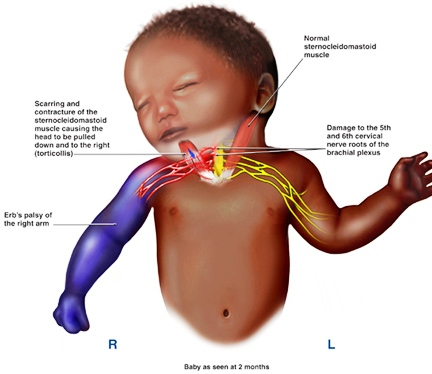 Normal
sternocleidomastoid
muscle
Scarring and
contracture of the
sternocleidomastoid
muscle causing the
head to be pulled
down and to the right
(torticollis)
Damage to the 5th
and 6th cervical
nerve roots of the
brachial plexus
Erb's palsy of
the right arm
R
L
Baby as seen at 2 months